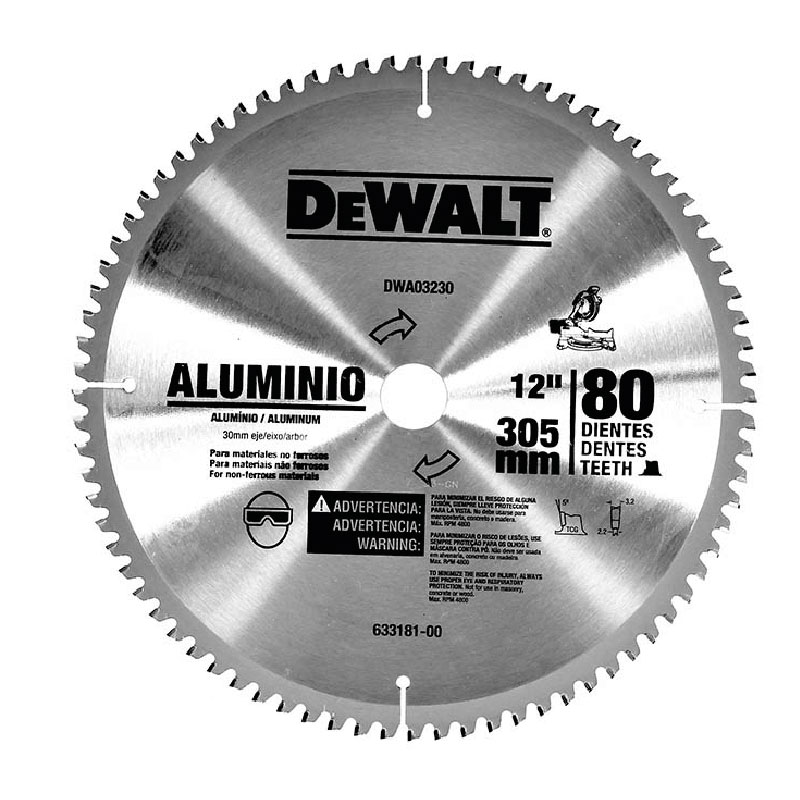 DEWALT®
DWA03230
ALUMINIO
ALUMÍNIO / ALUMINUM
30mm eje/eixo/arbor
Para materiales no ferrosos
Para materiais não ferrosos
For non-ferrous materials
12"
305
mm
80
DIENTES
DENTES
TEETH
ADVERTENCIA:
ADVERTENCIA:
WARNING:
PARA MINIMIZAR EL RIESGO DE ALGUNA
LESIÓN, SIEMPRE LLEVE PROTECCIÓN
PARA LA VISTA. No debe usarse para
mampostería, concreto o madera.
Max. RPM 4800
PARA MINIMIZAR O RISCO DE LESÕES, USE
SEMPRE PROTEÇÃO PARA OS OLHOS E
MÁSCARA CONTRA PÓ. Não deve ser usada
em alvenaria, concreto ou madeira.
Max. RPM 4800
TO MINIMIZE THE RISK OF INJURY, ALWAYS
USE PROPER EYE AND RESPIRATORY
PROTECTION. Not for use in masonry,
concrete or wood.
Max. RPM 4800
5°
TCG
3.2
2.2
633181-00